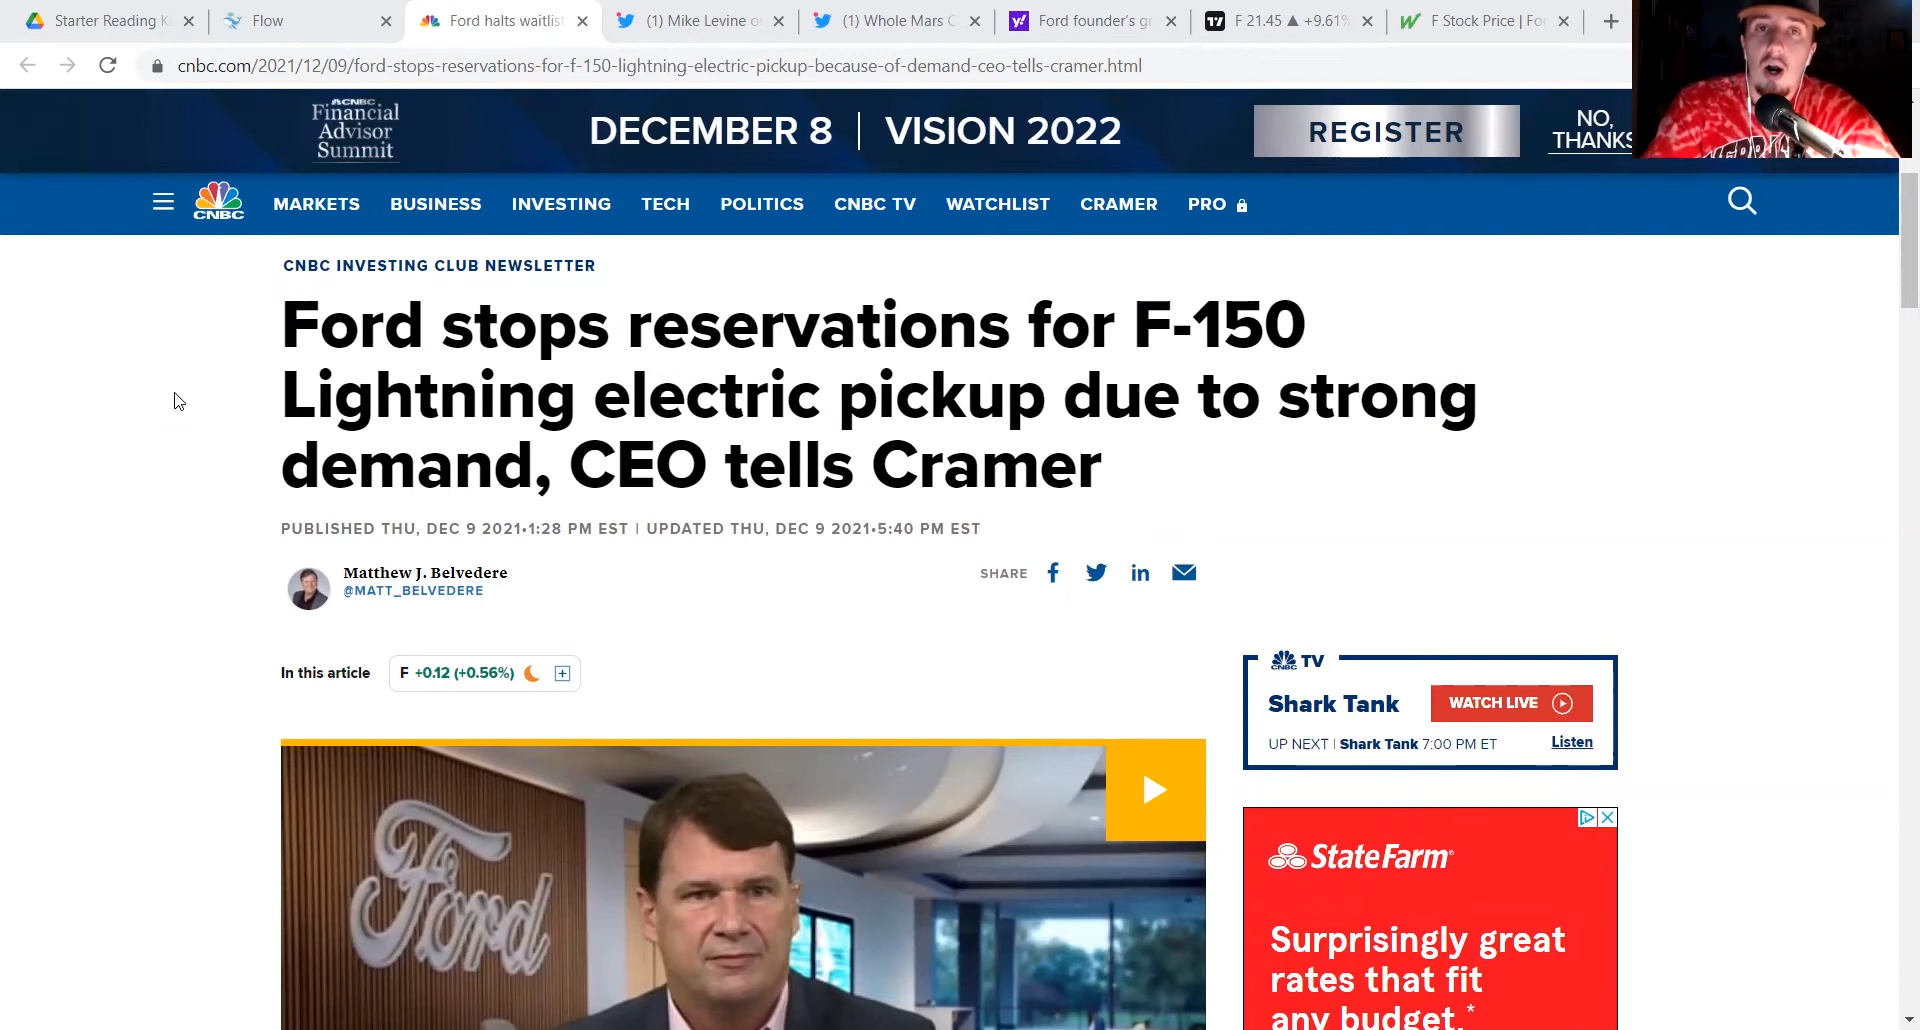 Starter Reading K
Flow
Ford halts waitlist
(1) Mike Levine o
(1) Whole Mars C
Ford founder's gr
F 21.45 ▲ +9.61%
F Stock Price | Fo
cnbc.com/2021/12/09/ford-stops-reservations-for-f-150-lightning-electric-pickup-because-of-demand-ceo-tells-cramer.html
CNBC
Financial
Advisor
Summit
DECEMBER 8 | VISION 2022
REGISTER
NO,
THANKS
CNBC
MARKETS
BUSINESS
INVESTING
TECH
POLITICS
CNBC TV
WATCHLIST
CRAMER
PRO
CNBC INVESTING CLUB NEWSLETTER
Ford stops reservations for F-150
Lightning electric pickup due to strong
demand, CEO tells Cramer
PUBLISHED THU, DEC 9 2021•1:28 PM EST | UPDATED THU, DEC 9 2021•5:40 PM EST
Matthew J. Belvedere
@MATT_BELVEDERE
SHARE
In this article
F +0.12 (+0.56%)
Ford
CNBC TV
Shark Tank
WATCH LIVE
UP NEXT | Shark Tank 7:00 PM ET
Listen
StateFarm®
Surprisingly great
rates that fit
any budget.*